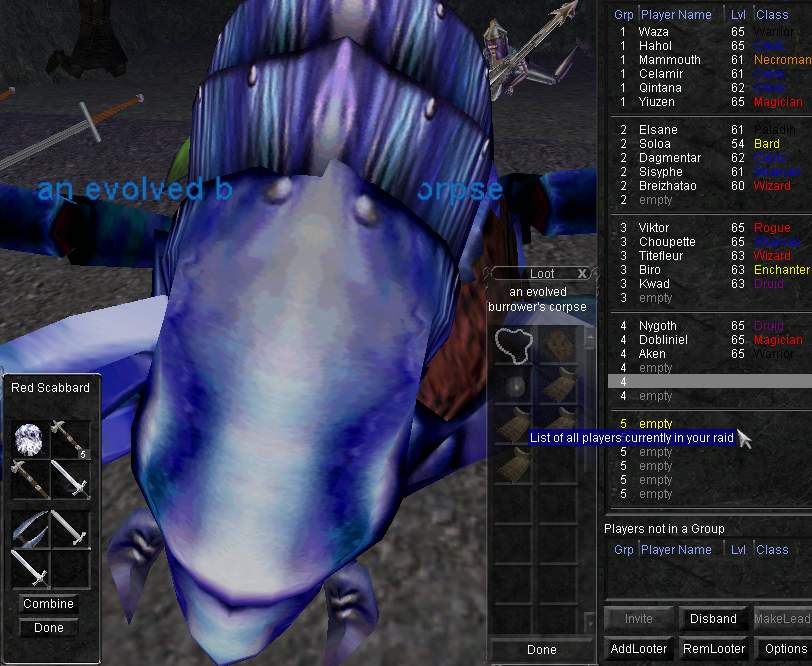 Grp Player Name Lvl Class
1 Waza 65 Warrior
1 Hahol 65 Cleric
1 Mammouth 61 Necroman
1 Celamir 61 Cleric
1 Qintana 62 Cleric
1 Yiuzen 65 Magician
2 Elsane 61 Paladin
2 Soloa 54 Bard
2 Dagmentar 62 Cleric
2 Sisyphe 61 Shaman
2 Breizhatao 60 Wizard
2 empty
3 Viktor 65 Rogue
3 Choupette 65 Shaman
3 Titefleur 63 Wizard
3 Biro 63 Enchanter
3 Kwad 63 Druid
3 empty
4 Nygoth 65 Druid
4 Dobliniel 65 Magician
4 Aken 65 Warrior
4 empty
4
4 empty
5 empty
List of all players currently in your raid
5 empty
5 empty
5 empty
5 empty
Players not in a Group
Grp Player Name Lvl Class
Invite Disband MakeLead
AddLooter RemLooter Options
an evolved b orpse
Loot X
an evolved
burrower's corpse
Done
Red Scabbard
5
Combine
Done